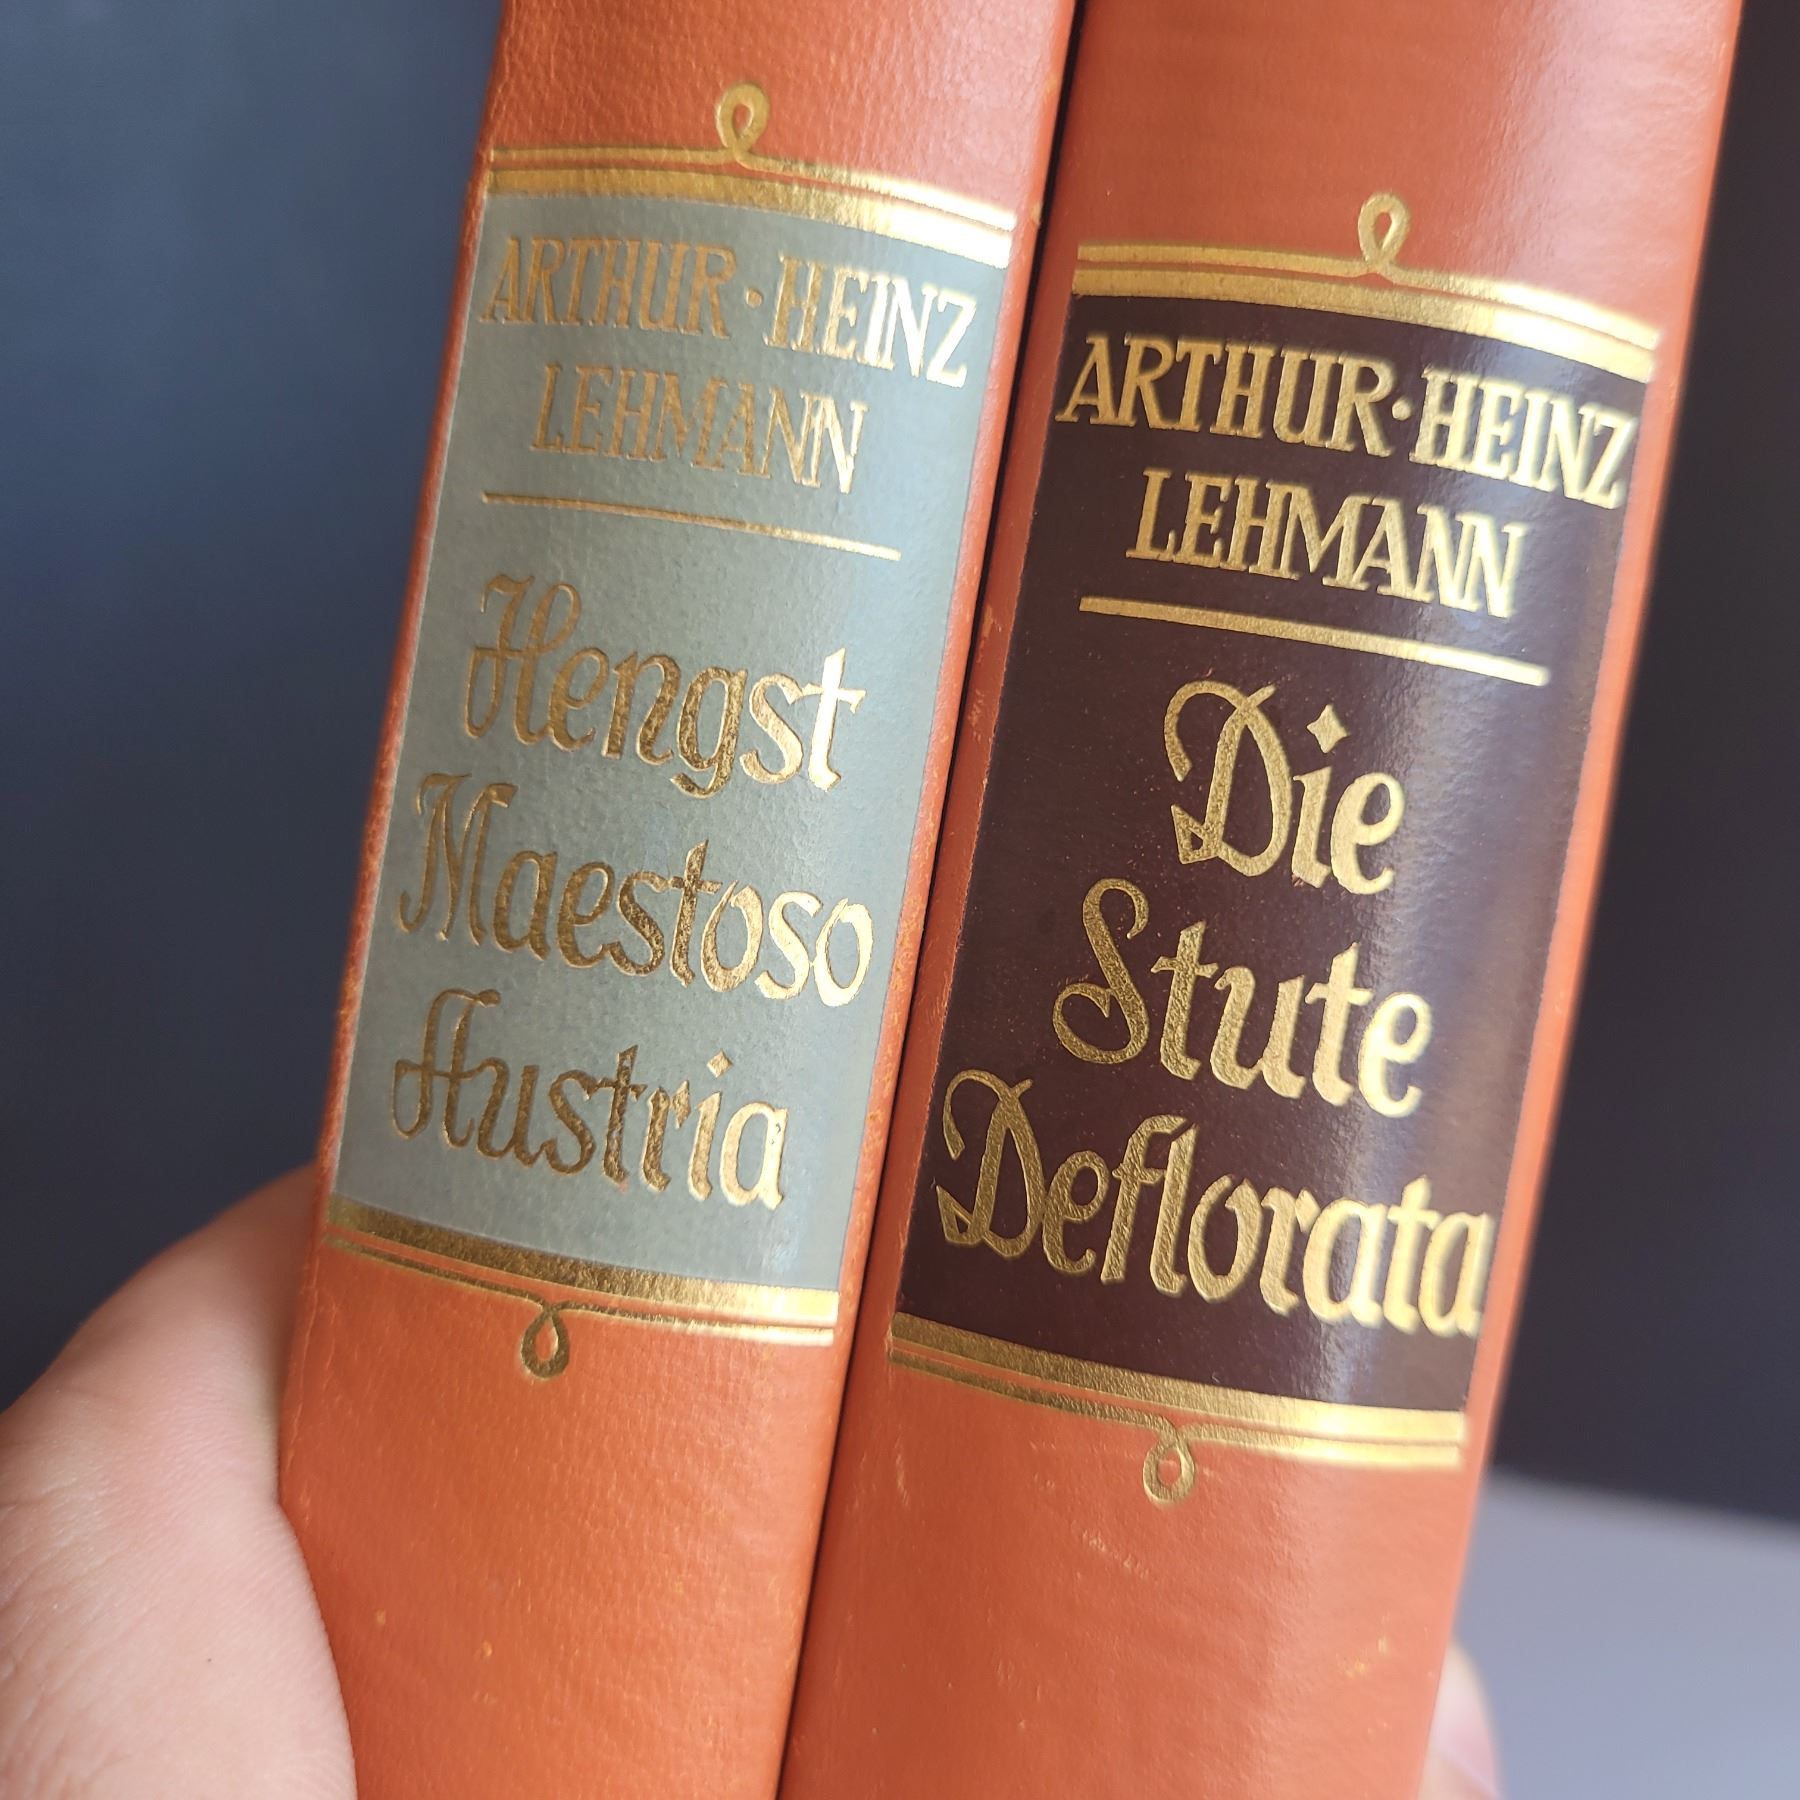 ARTHUR·HEINZ
LEHMANN
Hengst
Maestoso
Austria
ARTHUR·HEINZ
LEHMANN
Die
Stute
Deflorata